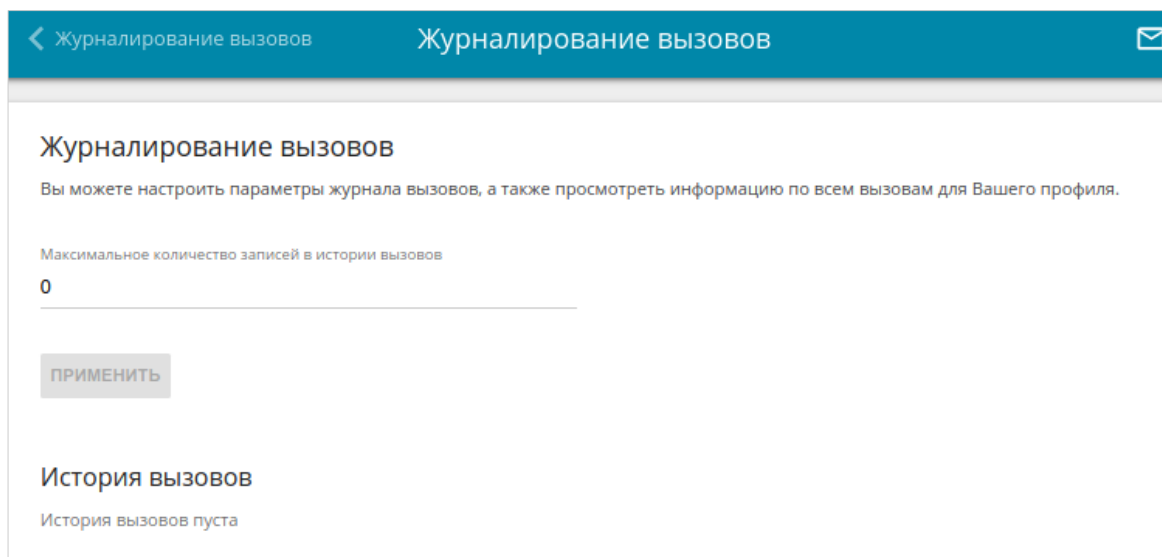 Журналирование вызовов
Журналирование вызовов
Журналирование вызовов
Вы можете настроить параметры журнала вызовов, а также просмотреть информацию по всем вызовам для Вашего профиля.
Максимальное количество записей в истории вызовов
0
ПРИМЕНИТЬ
История вызовов
История вызовов пуста